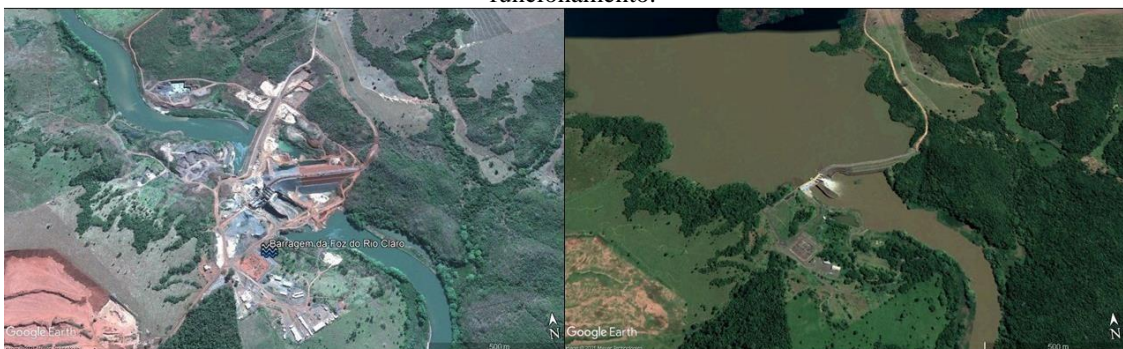 funcionamento.
Barragem da Foz do Rio Claro
Google Earth
N
500 m
Google Earth
N
500 m